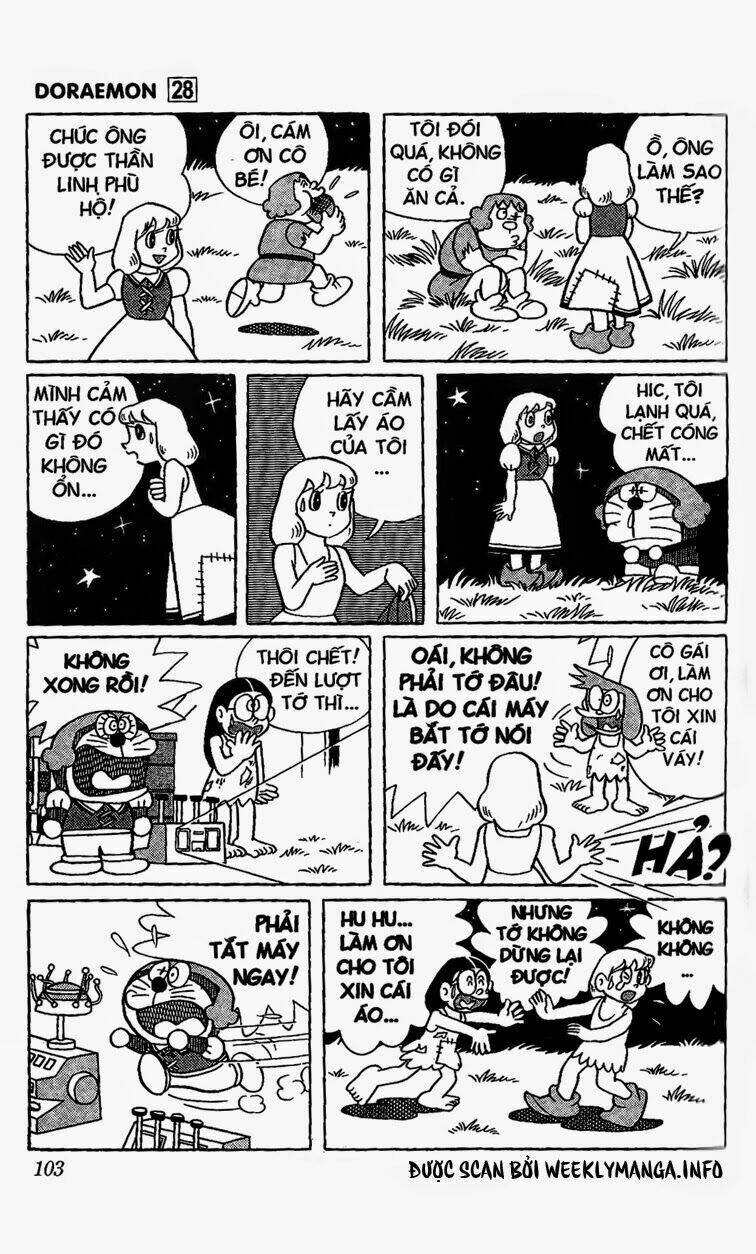 DORAEMON 28
Ồ, ÔNG
LÀM SAO
THẾ?
TÔI ĐÓI
QUÁ, KHÔNG
CÓ GÌ
ĂN CẢ.
ÔI, CÁM
ƠN CÔ
BÉ!
CHÚC ÔNG
ĐƯỢC THẦN
LINH PHÙ
HỘ!
HIC, TÔI
LẠNH QUÁ,
CHẾT CÓNG
MẤT...
HÃY CẦM
LẤY ÁO
CỦA TÔI
...
MÌNH CẢM
THẤY CÓ
GÌ ĐÓ
KHÔNG
ỔN...
CÔ GÁI
ƠI, LÀM
ƠN CHO
TÔI XIN
CÁI
VÁY!
OÁI, KHÔNG
PHẢI TỚ ĐÂU!
LÀ DO CÁI MÁY
BẮT TỚ NÓI
ĐẤY!
HẢ?
THÔI CHẾT!
ĐẾN LƯỢT
TỚ THÌ...
KHÔNG
XONG RỒI!
KHÔNG
KHÔNG
...
NHƯNG
TỚ KHÔNG
DỪNG LẠI
ĐƯỢC!
HU HU...
LÀM ƠN
CHO TÔI
XIN CÁI
ÁO...
PHẢI
TẮT MÁY
NGAY!
103
ĐƯỢC SCAN BỞI WEEKLYMANGA.INFO